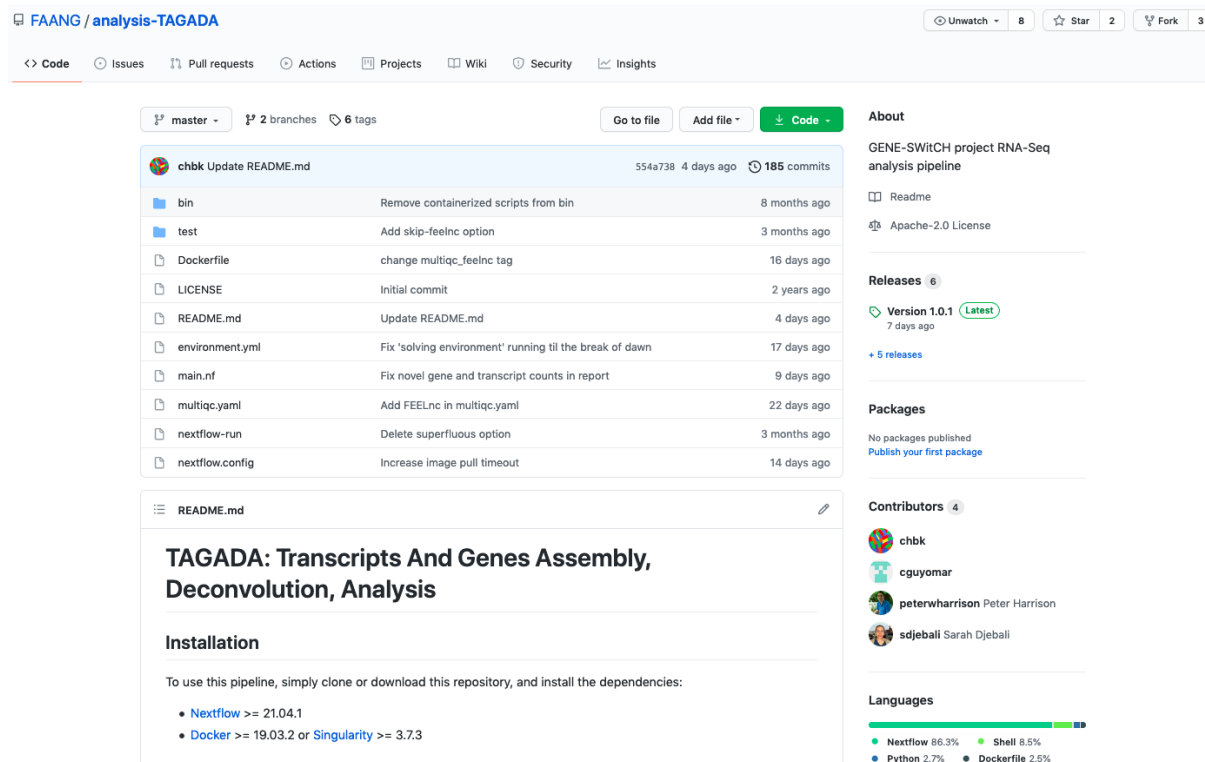 FAANG / analysis-TAGADA
Unwatch 8 Star 2 Fork 3
Code Issues Pull requests Actions Projects Wiki Security Insights
master 2 branches 6 tags Go to file Add file Code
chbk Update README.md 554a738 4 days ago 185 commits
bin Remove containerized scripts from bin 8 months ago
test Add skip-feelnc option 3 months ago
Dockerfile change multiqc_feelnc tag 16 days ago
LICENSE Initial commit 2 years ago
README.md Update README.md 4 days ago
environment.yml Fix 'solving environment' running til the break of dawn 17 days ago
main.nf Fix novel gene and transcript counts in report 9 days ago
multiqc.yaml Add FEELnc in multiqc.yaml 22 days ago
nextflow-run Delete superfluous option 3 months ago
nextflow.config Increase image pull timeout 14 days ago
README.md
TAGADA: Transcripts And Genes Assembly,
Deconvolution, Analysis
Installation
To use this pipeline, simply clone or download this repository, and install the dependencies:
• Nextflow >= 21.04.1
• Docker >= 19.03.2 or Singularity >= 3.7.3
About
GENE-SWitCH project RNA-Seq
analysis pipeline
Readme
Apache-2.0 License
Releases 6
Version 1.0.1 Latest
7 days ago
+ 5 releases
Packages
No packages published
Publish your first package
Contributors 4
chbk
cguyomar
peterwharrison Peter Harrison
sdjebali Sarah Djebali
Languages
Nextflow 86.3% Shell 8.5%
Python 2.7% Dockerfile 2.5%